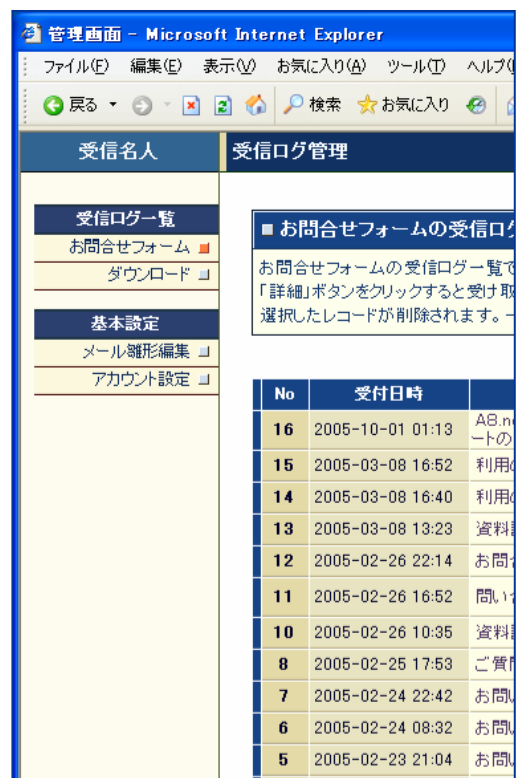 管理画面 - Microsoft Internet Explorer
ファイル(F) 編集(E) 表示(V) お気に入り(A) ツール(T) ヘルプ(
戻る 検索 お気に入り
受信名人 受信ログ管理
受信ログ一覧
お問合せフォーム
ダウンロード
基本設定
メール雛形編集
アカウント設定
■ お問合せフォームの受信ロ
お問合せフォームの受信ログ一覧で
「詳細」ボタンをクリックすると受け取
選択したレコードが削除されます。一
No 受付日時
16 2005-10-01 01:13 A8.n
ートの
15 2005-03-08 16:52 利用
14 2005-03-08 16:40 利用
13 2005-03-08 13:23 資料
12 2005-02-26 22:14 お問
11 2005-02-26 16:52 問い
10 2005-02-26 10:35 資料
8 2005-02-25 17:53 ご質
7 2005-02-24 22:42 お問
6 2005-02-24 08:32 お問
5 2005-02-23 21:04 お問